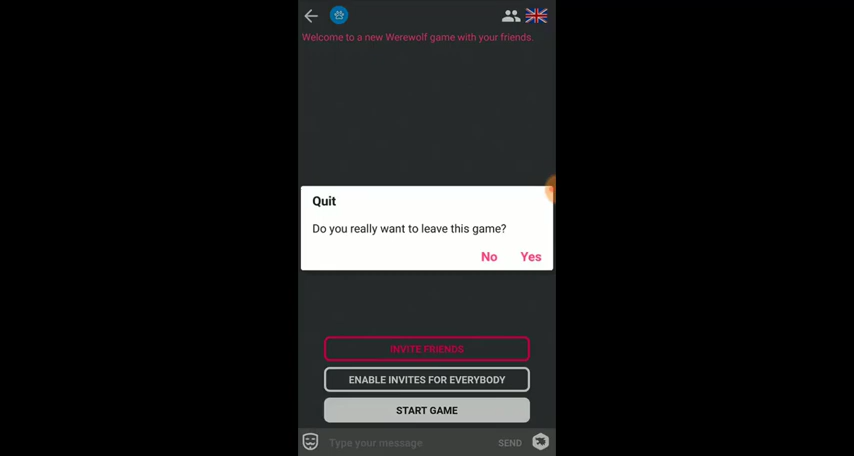 Welcome to a new Werewolf game with your friends.
Quit
Do you really want to leave this game?
No Yes
INVITE FRIENDS
ENABLE INVITES FOR EVERYBODY
START GAME
Type your message SEND